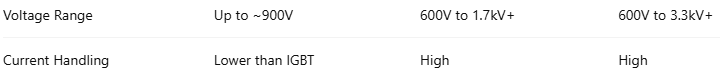 Voltage Range Up to ~900V 600V to 1.7kV+ 600V to 3.3kV+
Current Handling Lower than IGBT High High